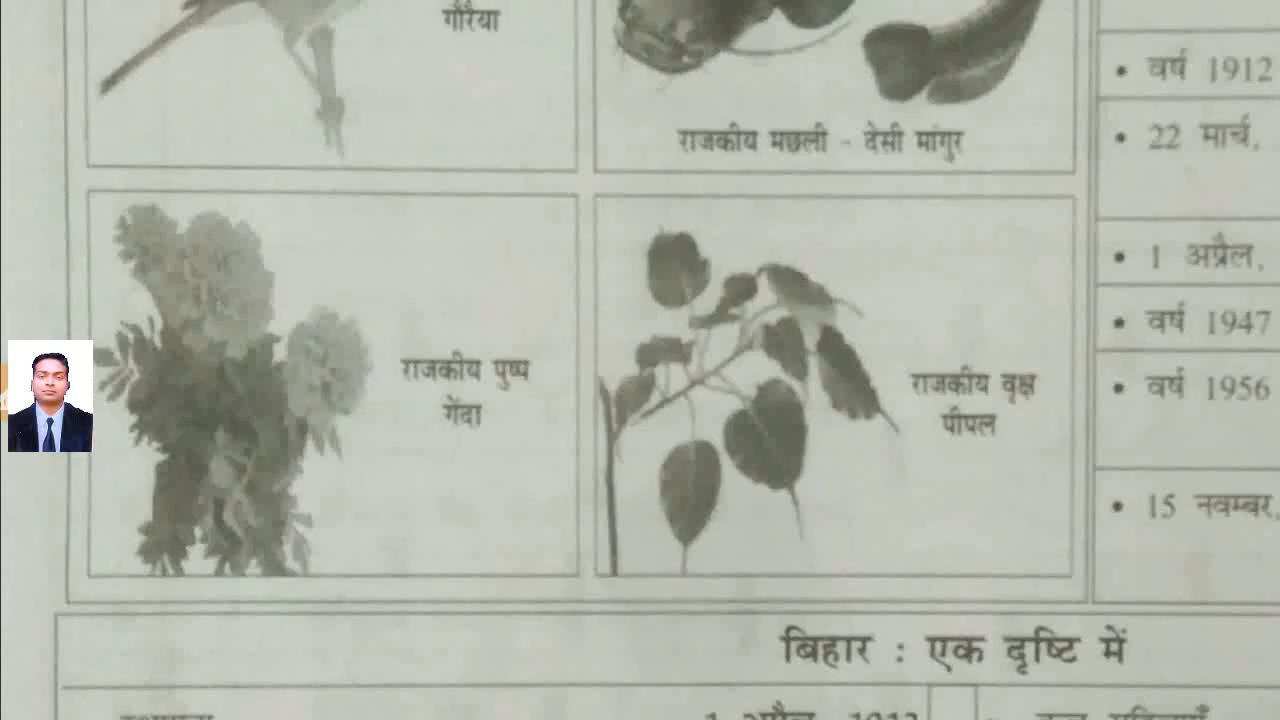 गौरैया
राजकीय मछली - देसी मांगुर
राजकीय पुष्प
गेंदा
राजकीय वृक्ष
पीपल
• वर्ष 1912
• 22 मार्च,
• 1 अप्रैल,
• वर्ष 1947
• वर्ष 1956
• 15 नवम्बर,
बिहार : एक दृष्टि में